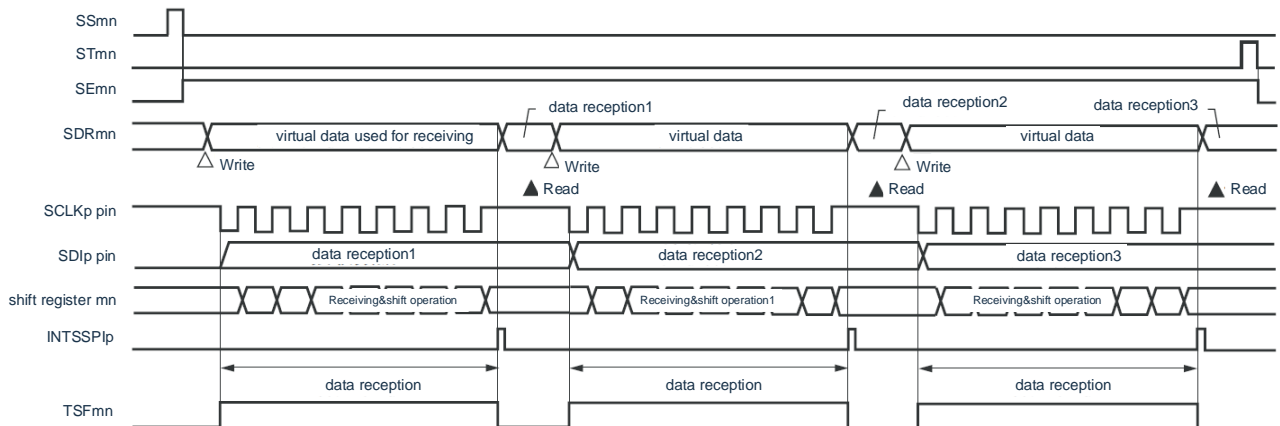 SSmn
STmn
SEmn
data reception1
data reception2
data reception3
SDRmn
virtual data used for receiving
virtual data
virtual data
Write
Write
Write
Read
Read
Read
SCLKp pin
SDIp pin
data reception1
data reception2
data reception3
shift register mn
Receiving&shift operation
Receiving&shift operation1
Receiving&shift operation
INTSSPIp
data reception
data reception
data reception
TSFmn